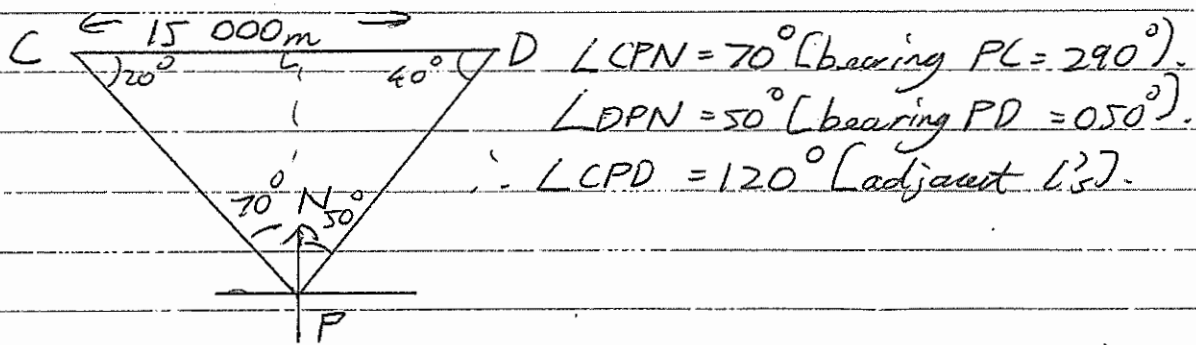 ← 15 000m →
C D ∠CPN = 70° (bearing PC = 290°).
20° 40°
∠DPN = 50° (bearing PD = 050°).
∴ ∠CPD = 120° (adjacent ∠'s).
70° N 50°
P